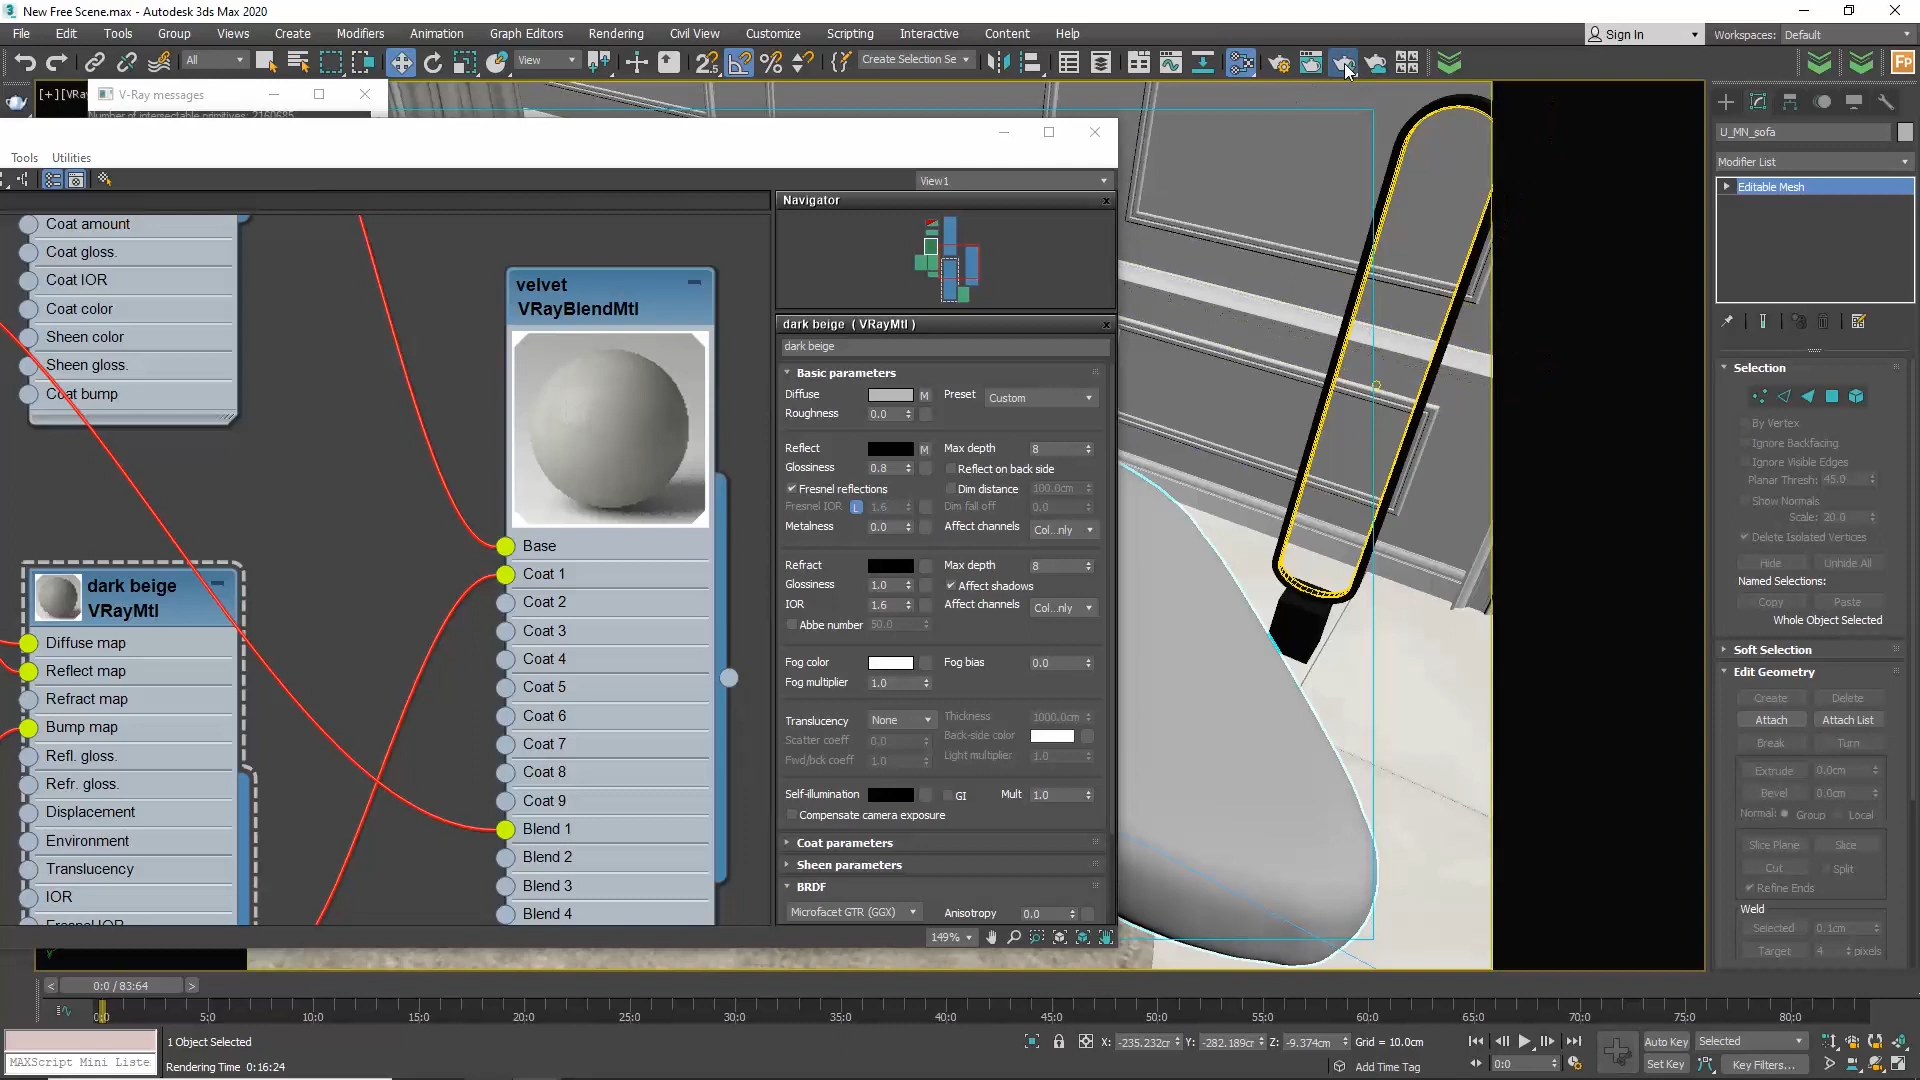 New Free Scene.max - Autodesk 3ds Max 2020
File Edit Tools Group Views Create Modifiers Animation Graph Editors Rendering Civil View Customize Scripting Interactive Content Help
Sign In Workspaces: Default
All View Create Selection Se
[+][VRay
V-Ray messages
Number of intersectable primitives: 2160685
Tools Utilities
View1
Navigator
Coat amount
Coat gloss.
Coat IOR
Coat color
Sheen color
Sheen gloss.
Coat bump
dark beige
VRayMtl
Diffuse map
Reflect map
Refract map
Bump map
Refl. gloss.
Refr. gloss.
Displacement
Environment
Translucency
IOR
Fresnel IOR
velvet
VRayBlendMtl
Base
Coat 1
Coat 2
Coat 3
Coat 4
Coat 5
Coat 6
Coat 7
Coat 8
Coat 9
Blend 1
Blend 2
Blend 3
Blend 4
dark beige ( VRayMtl )
dark beige
Basic parameters
Diffuse M Preset Custom
Roughness 0.0
Reflect M Max depth 8
Glossiness 0.8 Reflect on back side
Fresnel reflections Dim distance 100.0cm
Fresnel IOR L 1.6 Dim fall off 0.0
Metalness 0.0 Affect channels Col...nly
Refract Max depth 8
Glossiness 1.0 Affect shadows
IOR 1.6 Affect channels Col...nly
Abbe number 50.0
Fog color Fog bias 0.0
Fog multiplier 1.0
Translucency None Thickness 1000.0cm
Scatter coeff 0.0 Back-side color
Fwd/bck coeff 1.0 Light multiplier 1.0
Self-illumination GI Mult 1.0
Compensate camera exposure
Coat parameters
Sheen parameters
BRDF
Microfacet GTR (GGX) Anisotropy 0.0
149%
U_MN_sofa
Modifier List
Editable Mesh
Selection
By Vertex
Ignore Backfacing
Ignore Visible Edges
Planar Thresh: 45.0
Show Normals
Scale: 20.0
Delete Isolated Vertices
Hide Unhide All
Named Selections:
Copy Paste
Whole Object Selected
Soft Selection
Edit Geometry
Create Delete
Attach Attach List
Break Turn
Extrude 0.0cm
Bevel 0.0cm
Normal: Group Local
Slice Plane Slice
Cut Split
Refine Ends
Weld
Selected 0.1cm
Target 4 pixels
y
< 0:0 / 83:64 >
0:0 5:0 10:0 15:0 20:0 25:0 30:0 35:0 40:0 45:0 50:0 55:0 60:0 65:0 70:0 75:0 80:0
1 Object Selected X: -235.232cm Y: -282.189cm Z: -9.374cm Grid = 10.0cm Auto Key Selected
MAXScript Mini Liste Rendering Time 0:16:24 Add Time Tag 0:0 Set Key Key Filters...